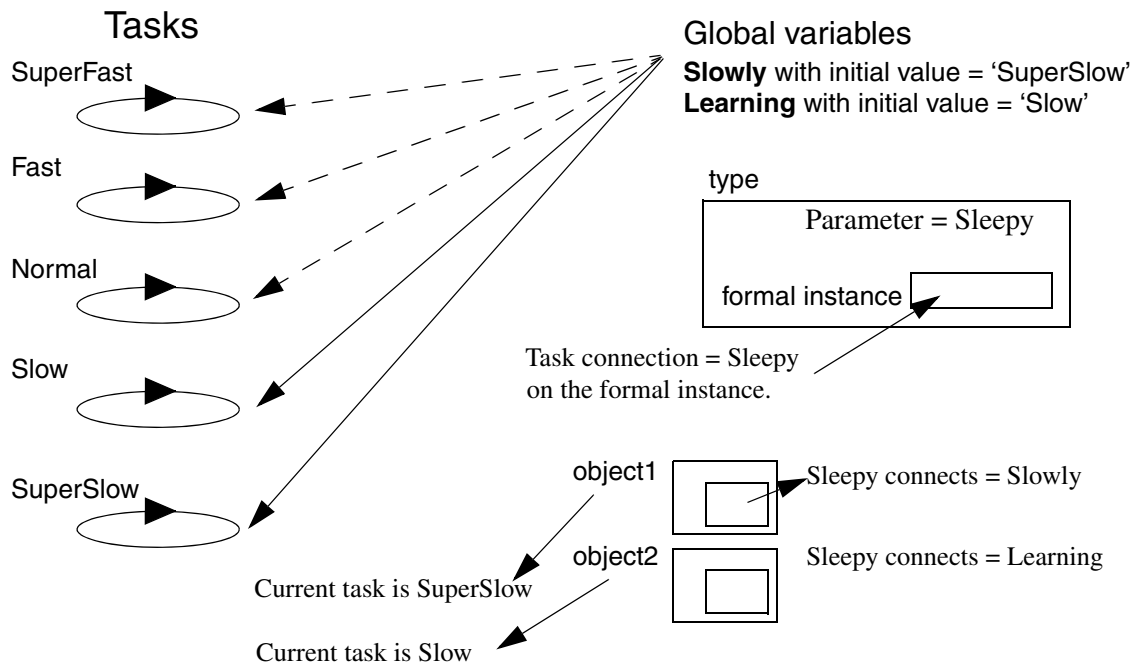 Tasks
SuperFast
Fast
Normal
Slow
SuperSlow
Global variables
Slowly with initial value = ‘SuperSlow’
Learning with initial value = ‘Slow’
type
Parameter = Sleepy
formal instance
Task connection = Sleepy
on the formal instance.
object1
Sleepy connects = Slowly
object2
Sleepy connects = Learning
Current task is SuperSlow
Current task is Slow